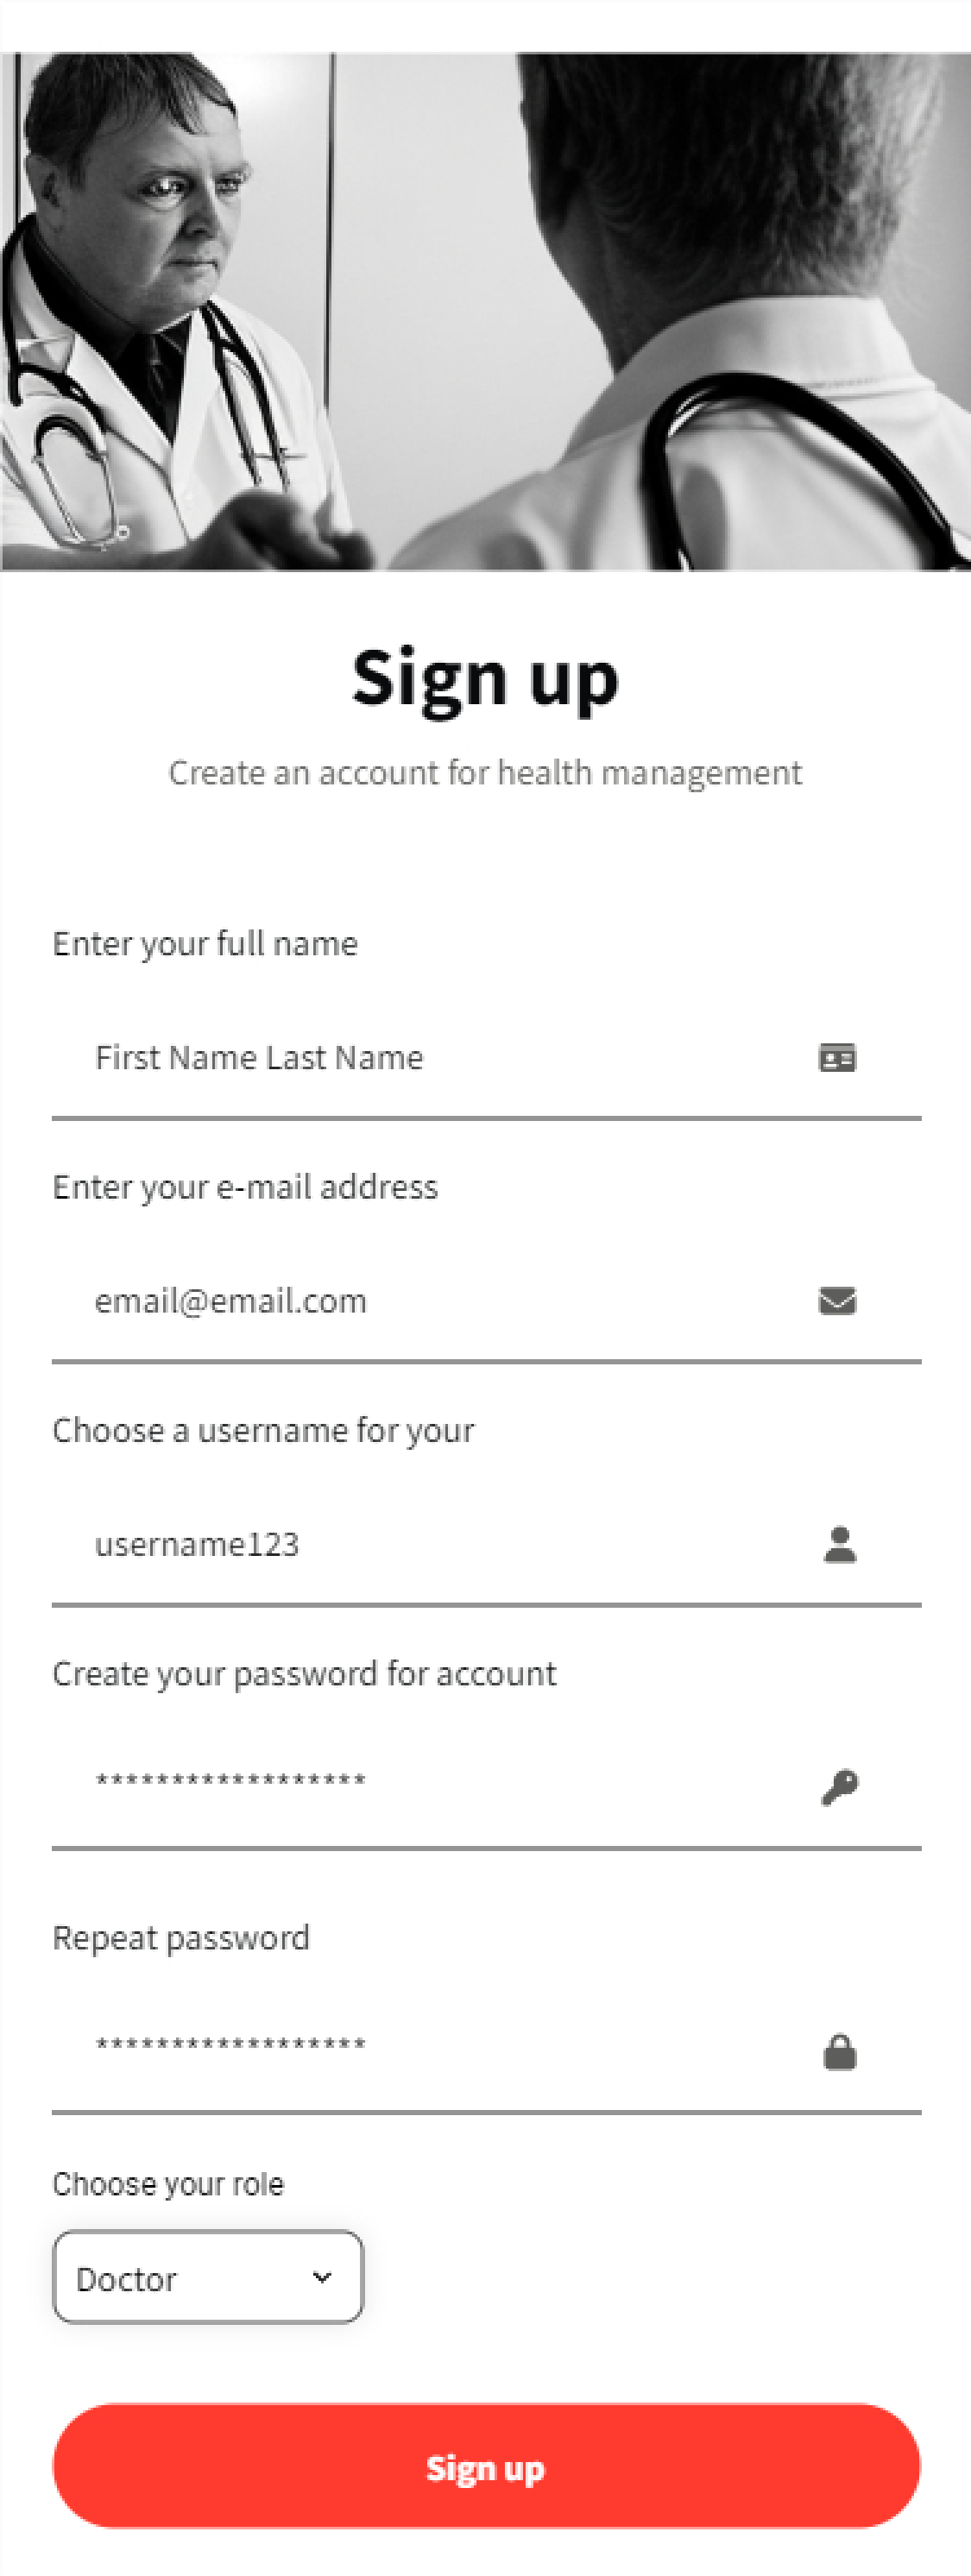 Sign up
Create an account for health management
Enter your full name
First Name Last Name
Enter your e-mail address
email@email.com
Choose a username for your
username123
Create your password for account
******************
Repeat password
******************
Choose your role
Doctor
Sign up